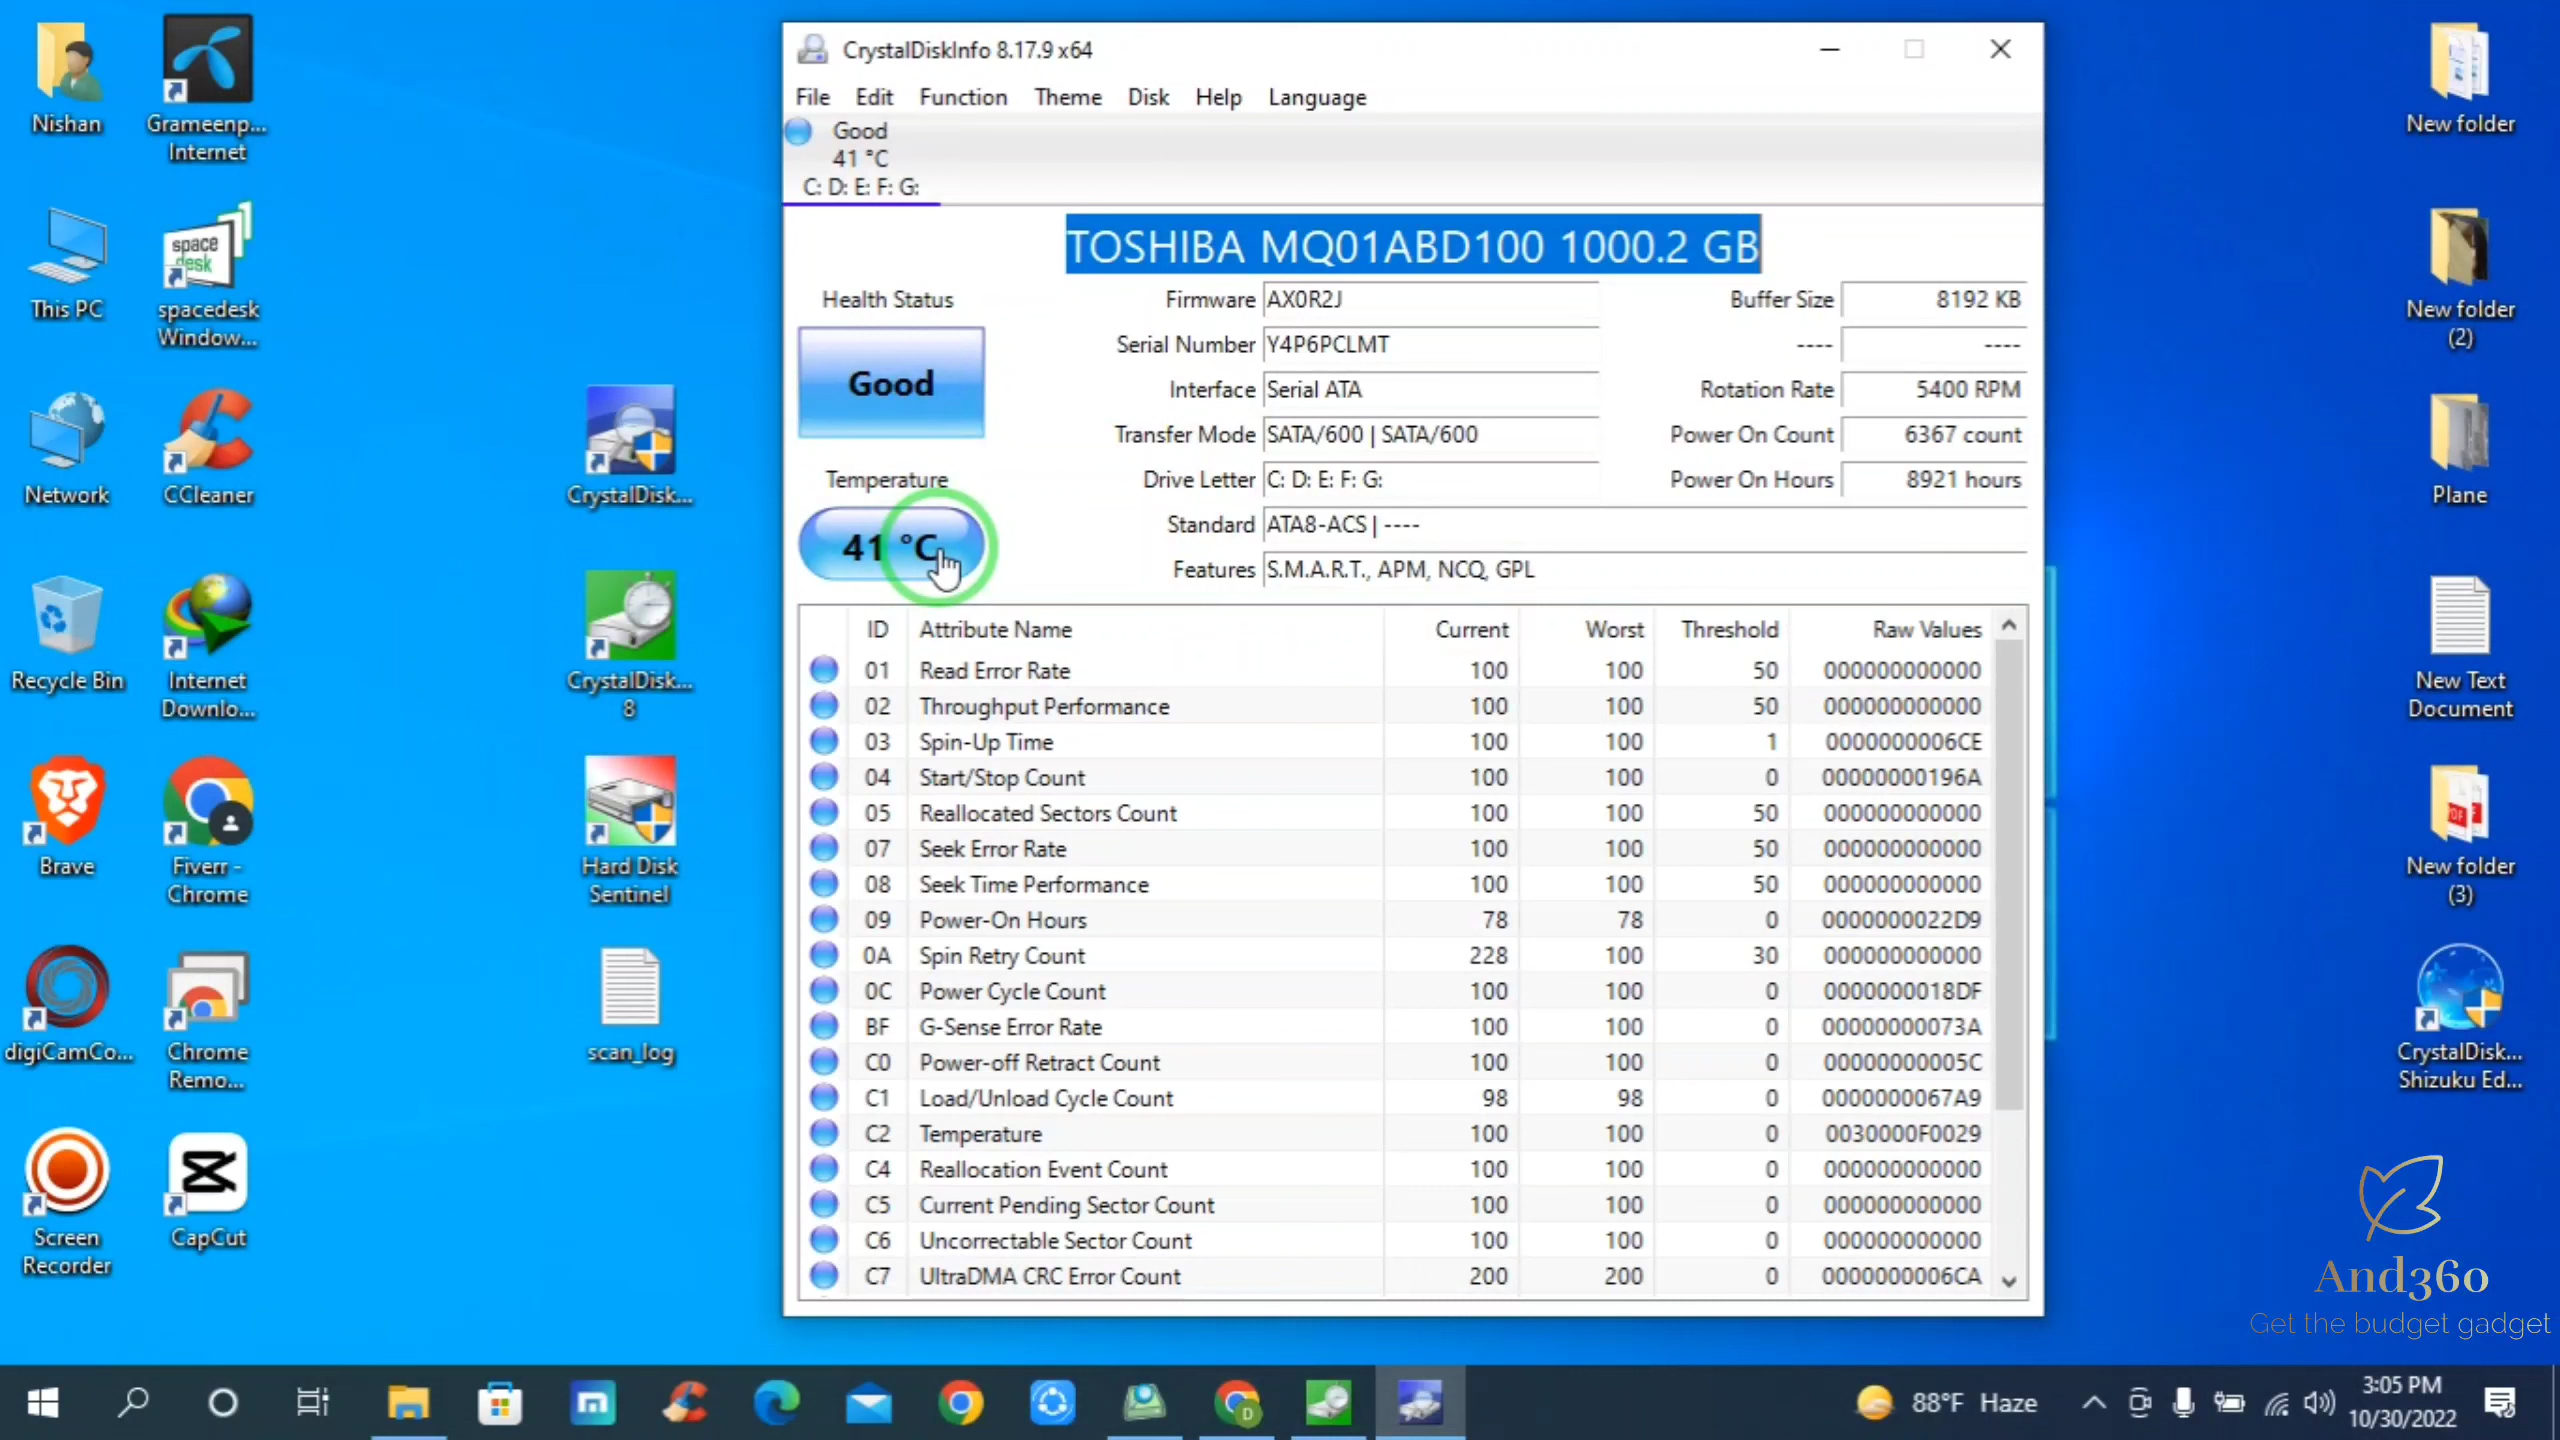 Nishan
Grameenp...
Internet
This PC
space
desk
spacedesk
Window...
Network
CCleaner
CrystalDisk...
Recycle Bin
Internet
Downlo...
CrystalDisk...
8
Brave
Fiverr -
Chrome
Hard Disk
Sentinel
digiCamCo...
Chrome
Remo...
scan_log
Screen
Recorder
CapCut
CrystalDiskInfo 8.17.9 x64
File Edit Function Theme Disk Help Language
Good
41 °C
C: D: E: F: G:
TOSHIBA MQ01ABD100 1000.2 GB
Health Status
Good
Temperature
41 °C
Firmware AX0R2J
Serial Number Y4P6PCLMT
Interface Serial ATA
Transfer Mode SATA/600 | SATA/600
Drive Letter C: D: E: F: G:
Standard ATA8-ACS | ----
Features S.M.A.R.T., APM, NCQ, GPL
Buffer Size 8192 KB
---- ----
Rotation Rate 5400 RPM
Power On Count 6367 count
Power On Hours 8921 hours
ID Attribute Name Current Worst Threshold Raw Values
01 Read Error Rate 100 100 50 000000000000
02 Throughput Performance 100 100 50 000000000000
03 Spin-Up Time 100 100 1 0000000006CE
04 Start/Stop Count 100 100 0 00000000196A
05 Reallocated Sectors Count 100 100 50 000000000000
07 Seek Error Rate 100 100 50 000000000000
08 Seek Time Performance 100 100 50 000000000000
09 Power-On Hours 78 78 0 0000000022D9
0A Spin Retry Count 228 100 30 000000000000
0C Power Cycle Count 100 100 0 0000000018DF
BF G-Sense Error Rate 100 100 0 00000000073A
C0 Power-off Retract Count 100 100 0 00000000005C
C1 Load/Unload Cycle Count 98 98 0 0000000067A9
C2 Temperature 100 100 0 0030000F0029
C4 Reallocation Event Count 100 100 0 000000000000
C5 Current Pending Sector Count 100 100 0 000000000000
C6 Uncorrectable Sector Count 100 100 0 000000000000
C7 UltraDMA CRC Error Count 200 200 0 0000000006CA
New folder
New folder
(2)
Plane
New Text
Document
PDF
New folder
(3)
CrystalDisk...
Shizuku Ed...
And360
Get the budget gadget
D
88°F Haze
3:05 PM
10/30/2022